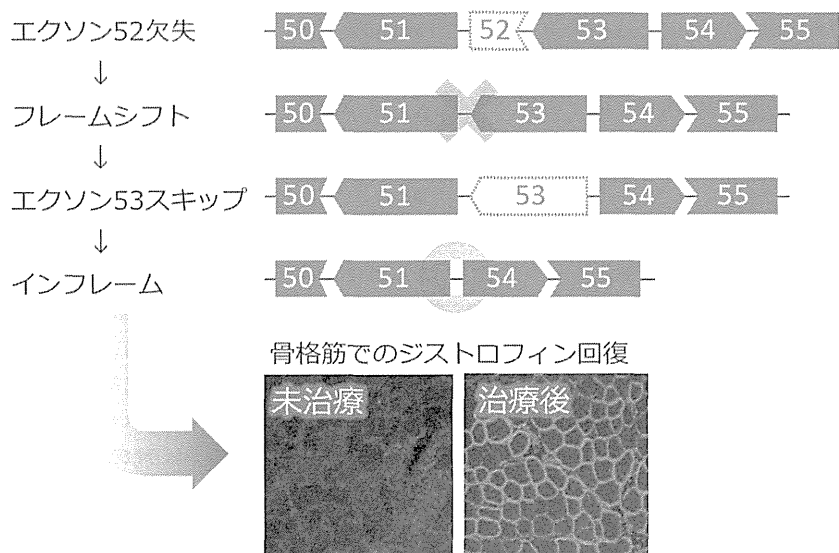 エクソン52欠失 50 51 52 53 54 55
↓
フレームシフト 50 51 53 54 55
↓
エクソン53スキップ 50 51 53 54 55
↓
インフレーム 50 51 54 55
骨格筋でのジストロフィン回復
未治療 治療後